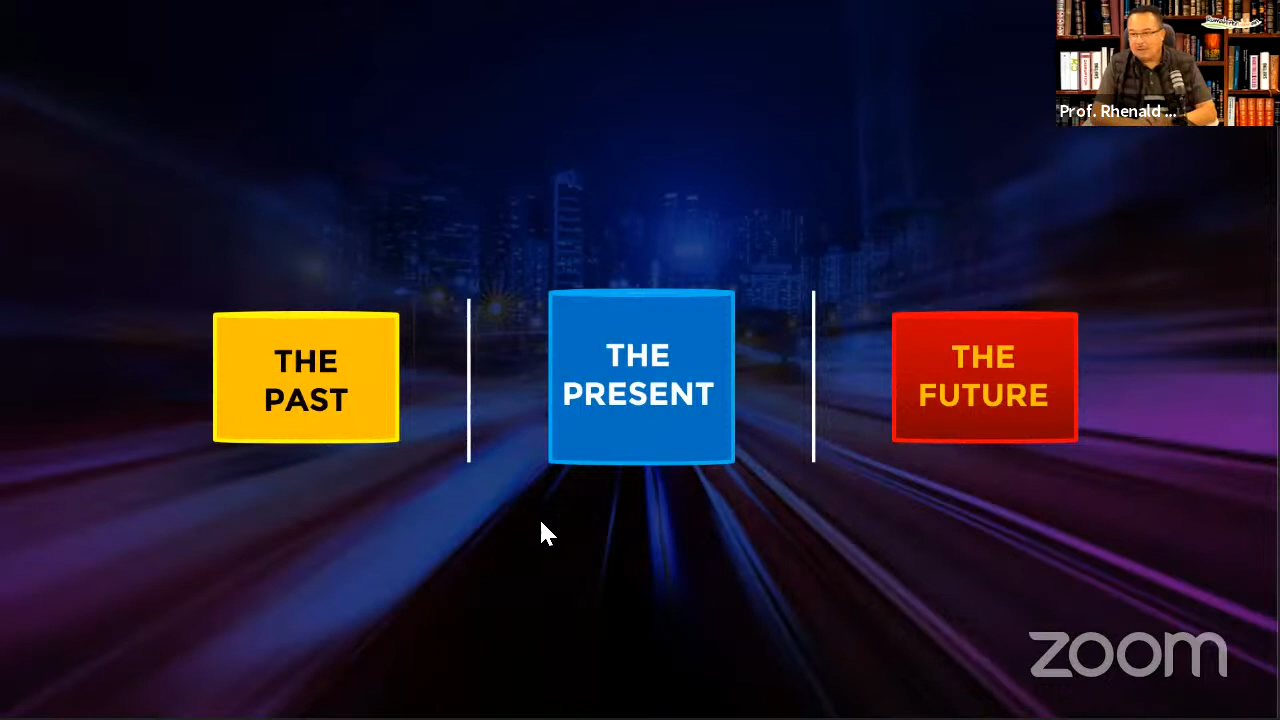 Prof. Rhenald ...
THE
PAST
THE
PRESENT
THE
FUTURE
zoom